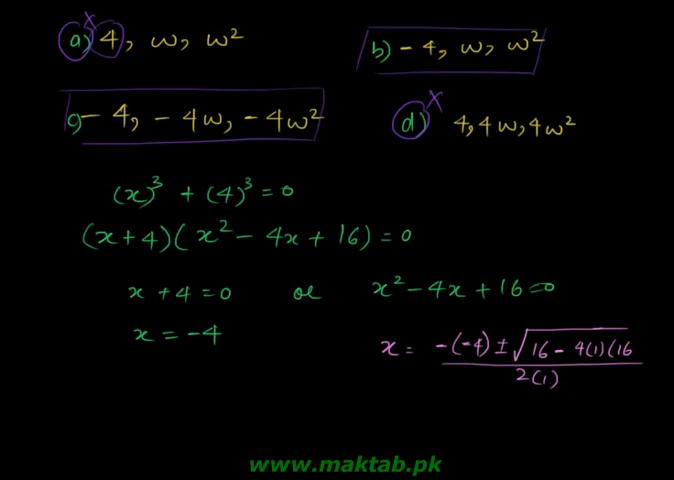 a) 4, ω, ω²
b) - 4, ω, ω²
c) - 4, - 4ω, - 4ω²
d) 4, 4ω, 4ω²
(x)³ + (4)³ = 0
(x + 4) ( x² - 4x + 16) = 0
x + 4 = 0 or x² - 4x + 16 = 0
x = -4
x = -(-4) ± √16 - 4(1)(16
2(1)
www.maktab.pk